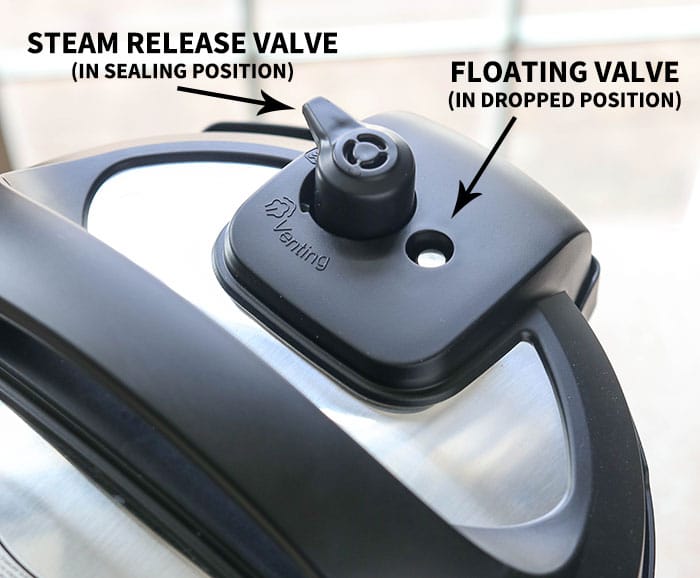 STEAM RELEASE VALVE
(IN SEALING POSITION)
FLOATING VALVE
(IN DROPPED POSITION)
Venting